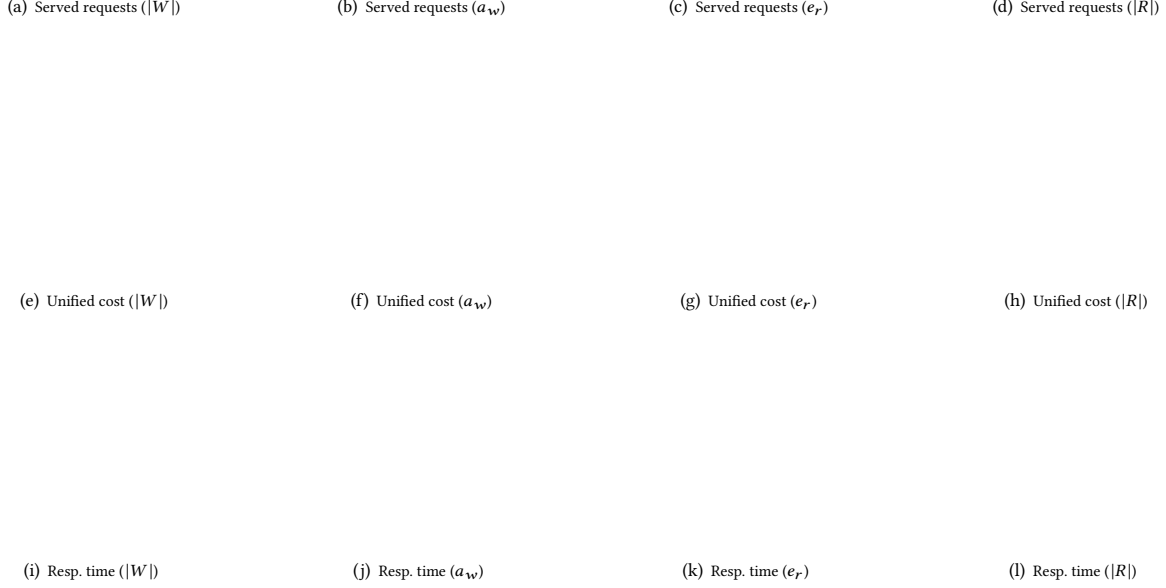 (a) Served requests (|W|) (b) Served requests (a_w) (c) Served requests (e_r) (d) Served requests (|R|)
(e) Unified cost (|W|) (f) Unified cost (a_w) (g) Unified cost (e_r) (h) Unified cost (|R|)
(i) Resp. time (|W|) (j) Resp. time (a_w) (k) Resp. time (e_r) (l) Resp. time (|R|)